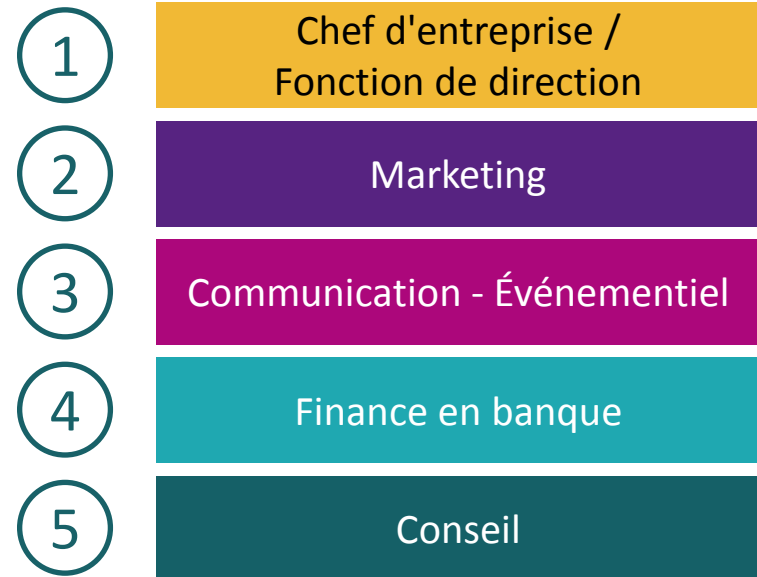 1
Chef d'entreprise /
Fonction de direction
2
Marketing
3
Communication - Événementiel
4
Finance en banque
5
Conseil